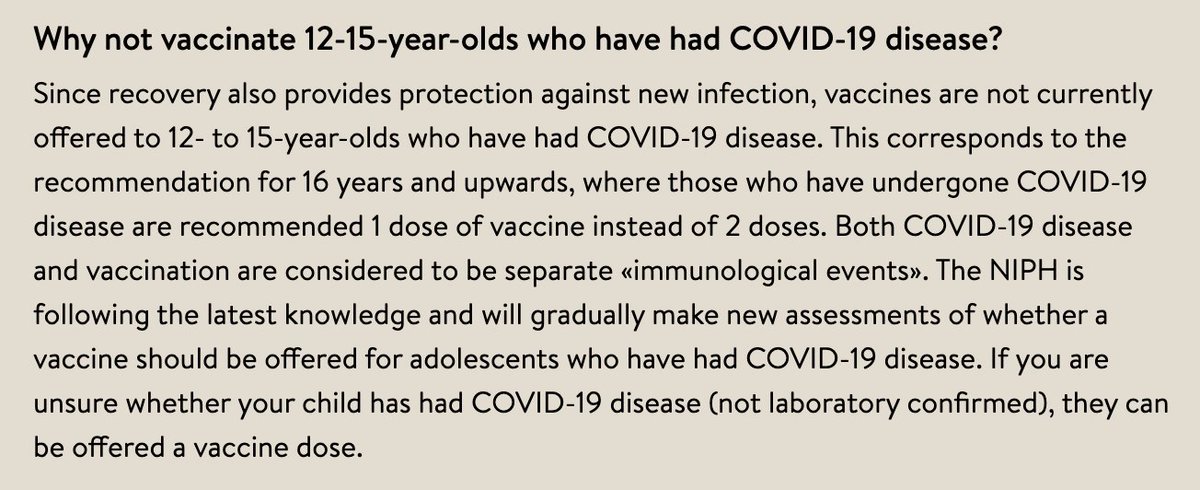 Why not vaccinate 12-15-year-olds who have had COVID-19 disease?
Since recovery also provides protection against new infection, vaccines are not currently
offered to 12- to 15-year-olds who have had COVID-19 disease. This corresponds to the
recommendation for 16 years and upwards, where those who have undergone COVID-19
disease are recommended 1 dose of vaccine instead of 2 doses. Both COVID-19 disease
and vaccination are considered to be separate «immunological events». The NIPH is
following the latest knowledge and will gradually make new assessments of whether a
vaccine should be offered for adolescents who have had COVID-19 disease. If you are
unsure whether your child has had COVID-19 disease (not laboratory confirmed), they can
be offered a vaccine dose.